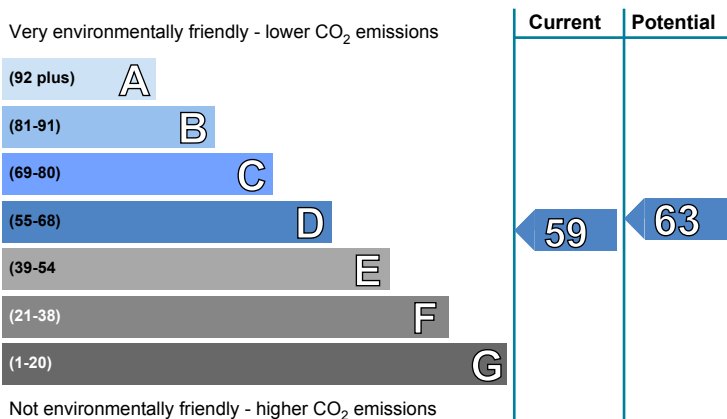 Very environmentally friendly - lower CO2 emissions
Current
Potential
(92 plus) A
(81-91) B
(69-80) C
(55-68) D
(39-54 E
(21-38) F
(1-20) G
59
63
Not environmentally friendly - higher CO2 emissions